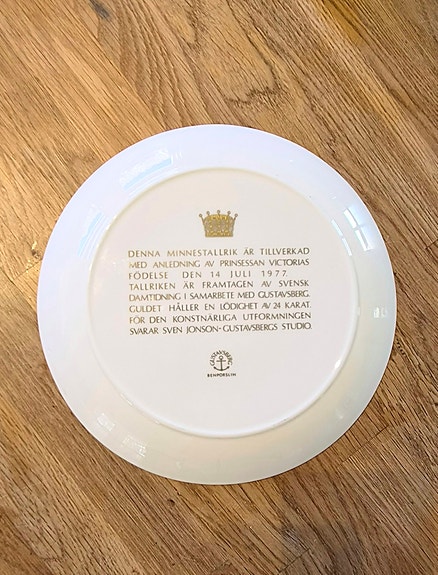 DENNA MINNESTALLRIK ÄR TILLVERKAD
MED ANLEDNING AV PRINSESSAN VICTORIAS
FÖDELSE DEN 14 JULI 1977.
TALLRIKEN ÄR FRAMTAGEN AV SVENSK
DAMTIDNING I SAMARBETE MED GUSTAVSBERG.
GULDET HÅLLER EN LÖDIGHET AV 24 KARAT.
FÖR DEN KONSTNÄRLIGA UTFORMNINGEN
SVARAR SVEN JONSON-GUSTAVSBERGS STUDIO.
GUSTAVSBERG
BENPORSLIN